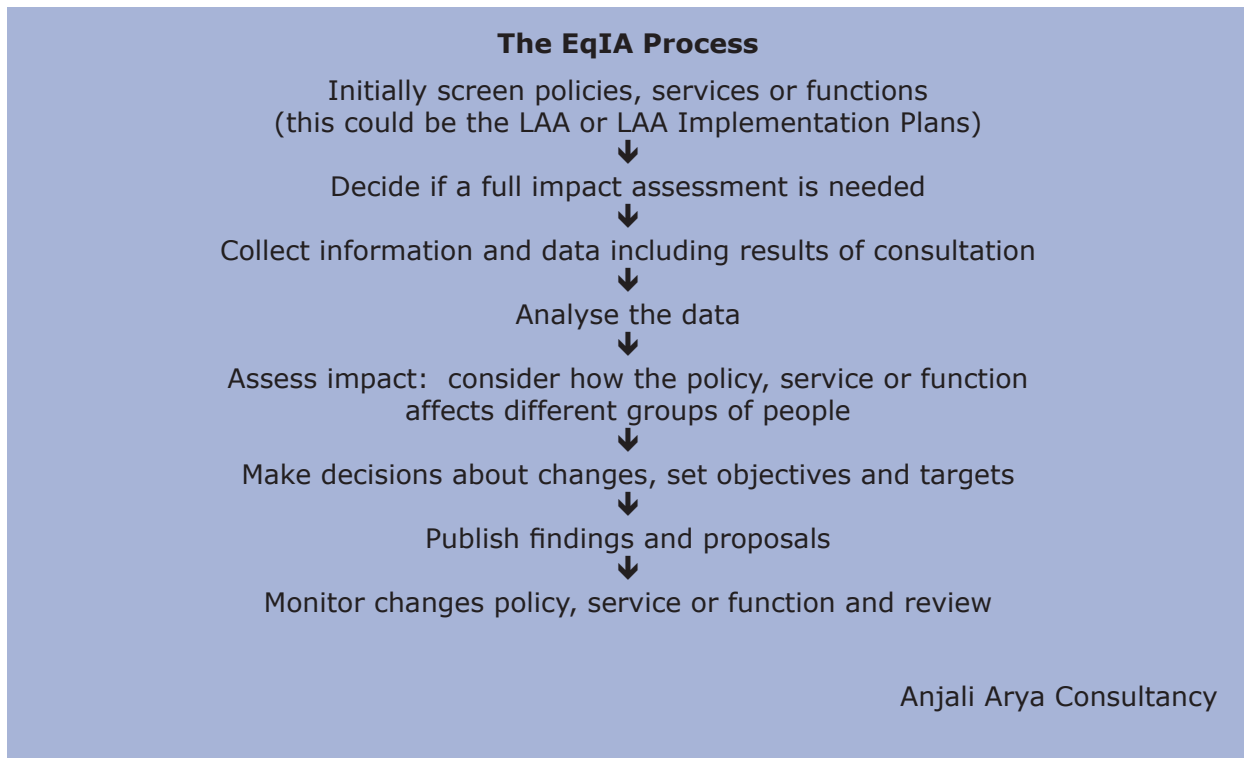 The EqIA Process
Initially screen policies, services or functions
(this could be the LAA or LAA Implementation Plans)
Decide if a full impact assessment is needed
Collect information and data including results of consultation
Analyse the data
Assess impact:  consider how the policy, service or function
affects different groups of people
Make decisions about changes, set objectives and targets
Publish findings and proposals
Monitor changes policy, service or function and review
Anjali Arya Consultancy